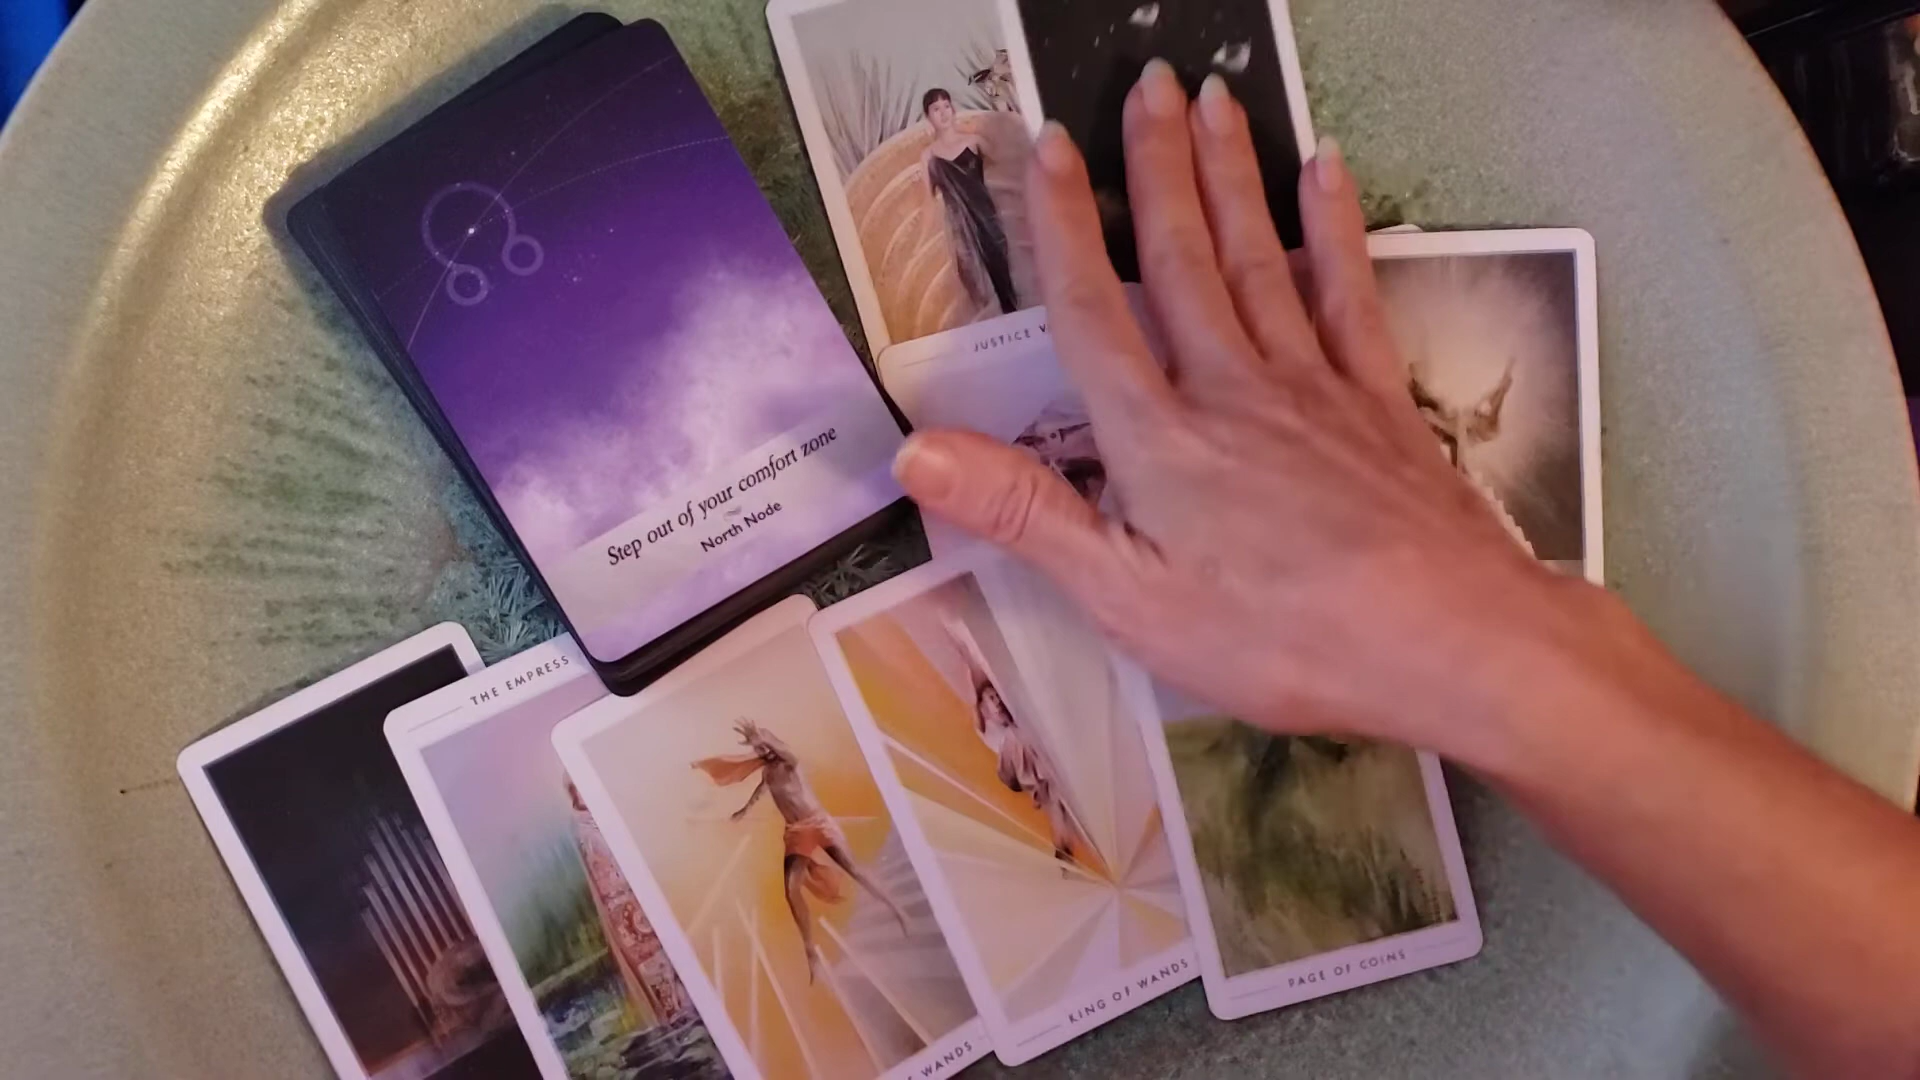 JUSTICE
Step out of your comfort zone
North Node
THE EMPRESS
WANDS
KING OF WANDS
PAGE OF COINS